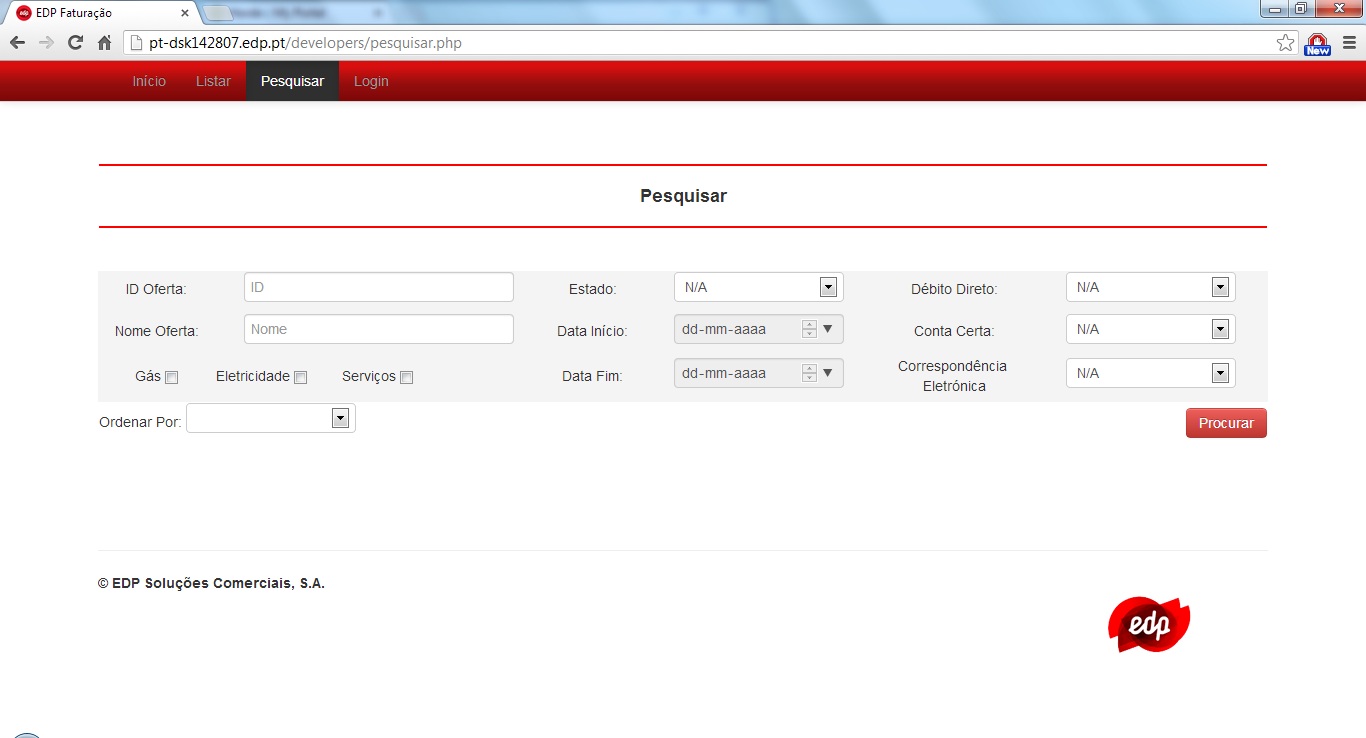 EDP Faturação
pt-dsk142807.edp.pt/developers/pesquisar.php
New
Início Listar Pesquisar Login
Pesquisar
ID Oferta: ID Estado: N/A Débito Direto: N/A
Nome Oferta: Nome Data Início: dd-mm-aaaa Conta Certa: N/A
Gás Eletricidade Serviços Data Fim: dd-mm-aaaa Correspondência Eletrónica N/A
Ordenar Por: Procurar
© EDP Soluções Comerciais, S.A.
edp